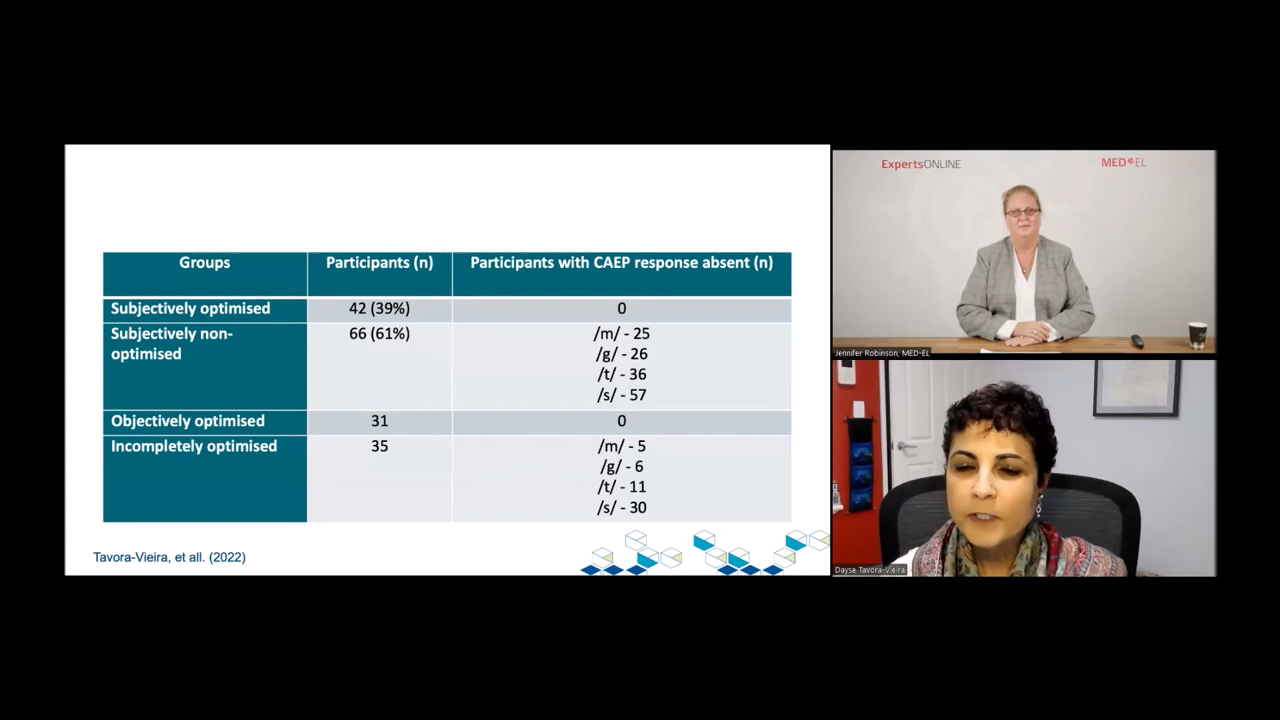 Groups Participants (n) Participants with CAEP response absent (n)
Subjectively optimised 42 (39%) 0
Subjectively non-
optimised
66 (61%)
/m/ - 25
/g/ - 26
/t/ - 36
/s/ - 57
Objectively optimised 31 0
Incompletely optimised 35
/m/ - 5
/g/ - 6
/t/ - 11
/s/ - 30
Tavora-Vieira, et all. (2022)
ExpertsONLINE
MED EL
Jennifer Robinson, MED-EL
Dayse Tavora-Vieira